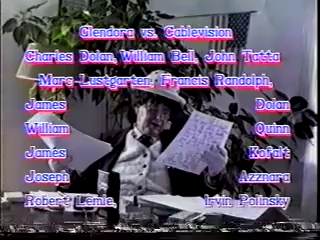 Glendora vs. Cablevision
Charles Dolan, William Bell, John Tatta
Marc Lustgarten, Francis Randolph,
James Dolan
William Quinn
James Kofalt
Joseph Azznara
Robert Lemle, Irvin Polinsky